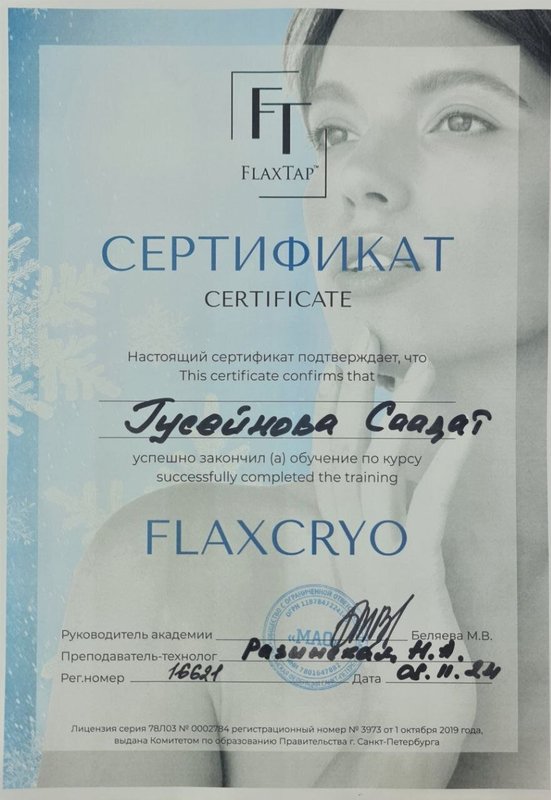 FT
FLAXTAP™
СЕРТИФИКАТ
CERTIFICATE
Настоящий сертификат подтверждает, что
This certificate confirms that
Гусейнова Саадат
успешно закончил (а) обучение по курсу
successfully completed the training
FLAXCRYO
Руководитель академии Беляева М.В.
Преподаватель-технолог Н.А.
Рег.номер 16621 Дата 08.11.24
Лицензия серия 78Л03 № 0002784 регистрационный номер № 3973 от 1 октября 2019 года,
выдана Комитетом по образованию Правительства г. Санкт-Петербурга